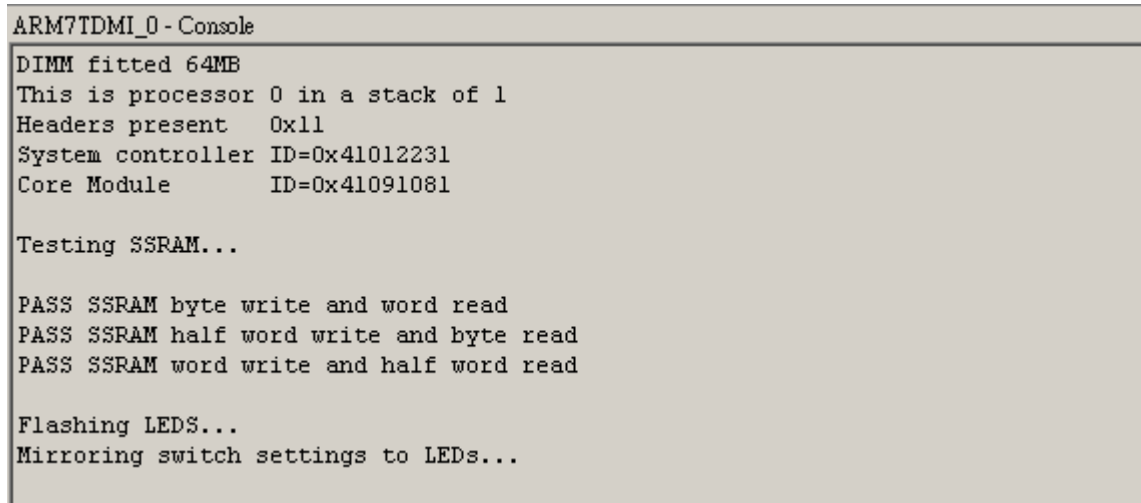 ARM7TDMI_0 - Console
DIMM fitted 64MB
This is processor 0 in a stack of 1
Headers present   0x11
System controller ID=0x41012231
Core Module       ID=0x41091081
Testing SSRAM...
PASS SSRAM byte write and word read
PASS SSRAM half word write and byte read
PASS SSRAM word write and half word read
Flashing LEDS...
Mirroring switch settings to LEDs...